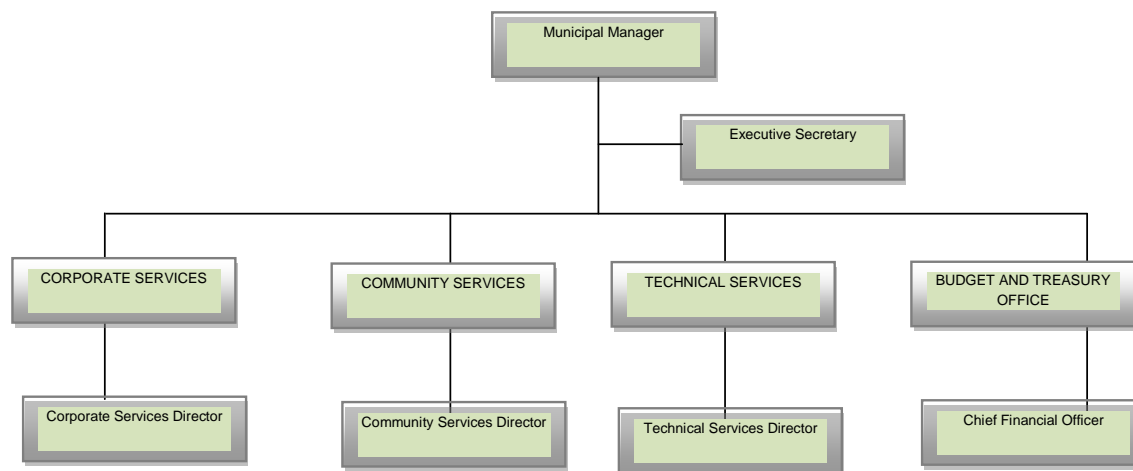 Municipal Manager
Executive Secretary
CORPORATE SERVICES
COMMUNITY SERVICES
TECHNICAL SERVICES
BUDGET AND TREASURY
OFFICE
Corporate Services Director
Community Services Director
Technical Services Director
Chief Financial Officer